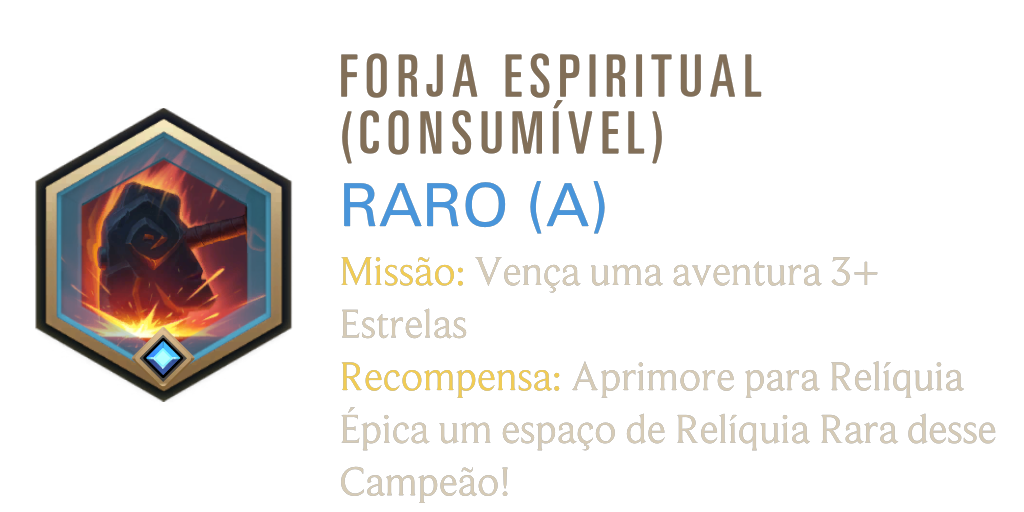 FORJA ESPIRITUAL
(CONSUMÍVEL)
RARO (A)
Missão: Vença uma aventura 3+
Estrelas
Recompensa: Aprimore para Relíquia
Épica um espaço de Relíquia Rara desse
Campeão!